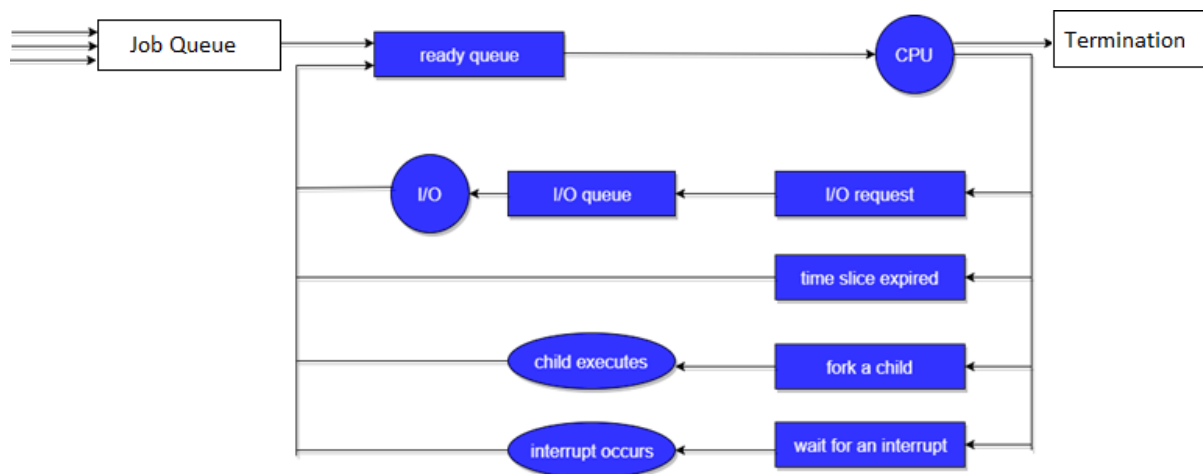 Job Queue
ready queue
CPU
Termination
I/O
I/O queue
I/O request
time slice expired
child executes
fork a child
interrupt occurs
wait for an interrupt